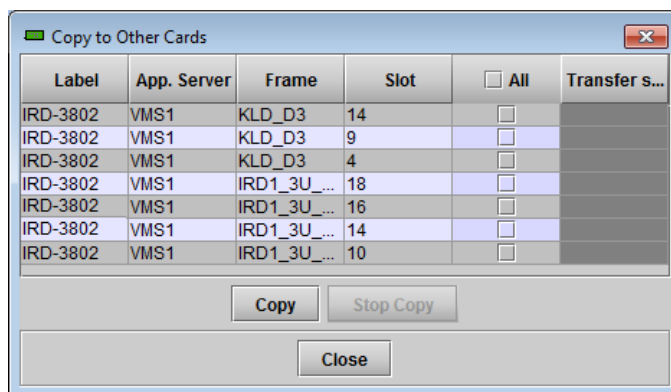 Copy to Other Cards
Label App. Server Frame Slot All Transfer s...
IRD-3802 VMS1 KLD_D3 14
IRD-3802 VMS1 KLD_D3 9
IRD-3802 VMS1 KLD_D3 4
IRD-3802 VMS1 IRD1_3U_... 18
IRD-3802 VMS1 IRD1_3U_... 16
IRD-3802 VMS1 IRD1_3U_... 14
IRD-3802 VMS1 IRD1_3U_... 10
Copy Stop Copy
Close